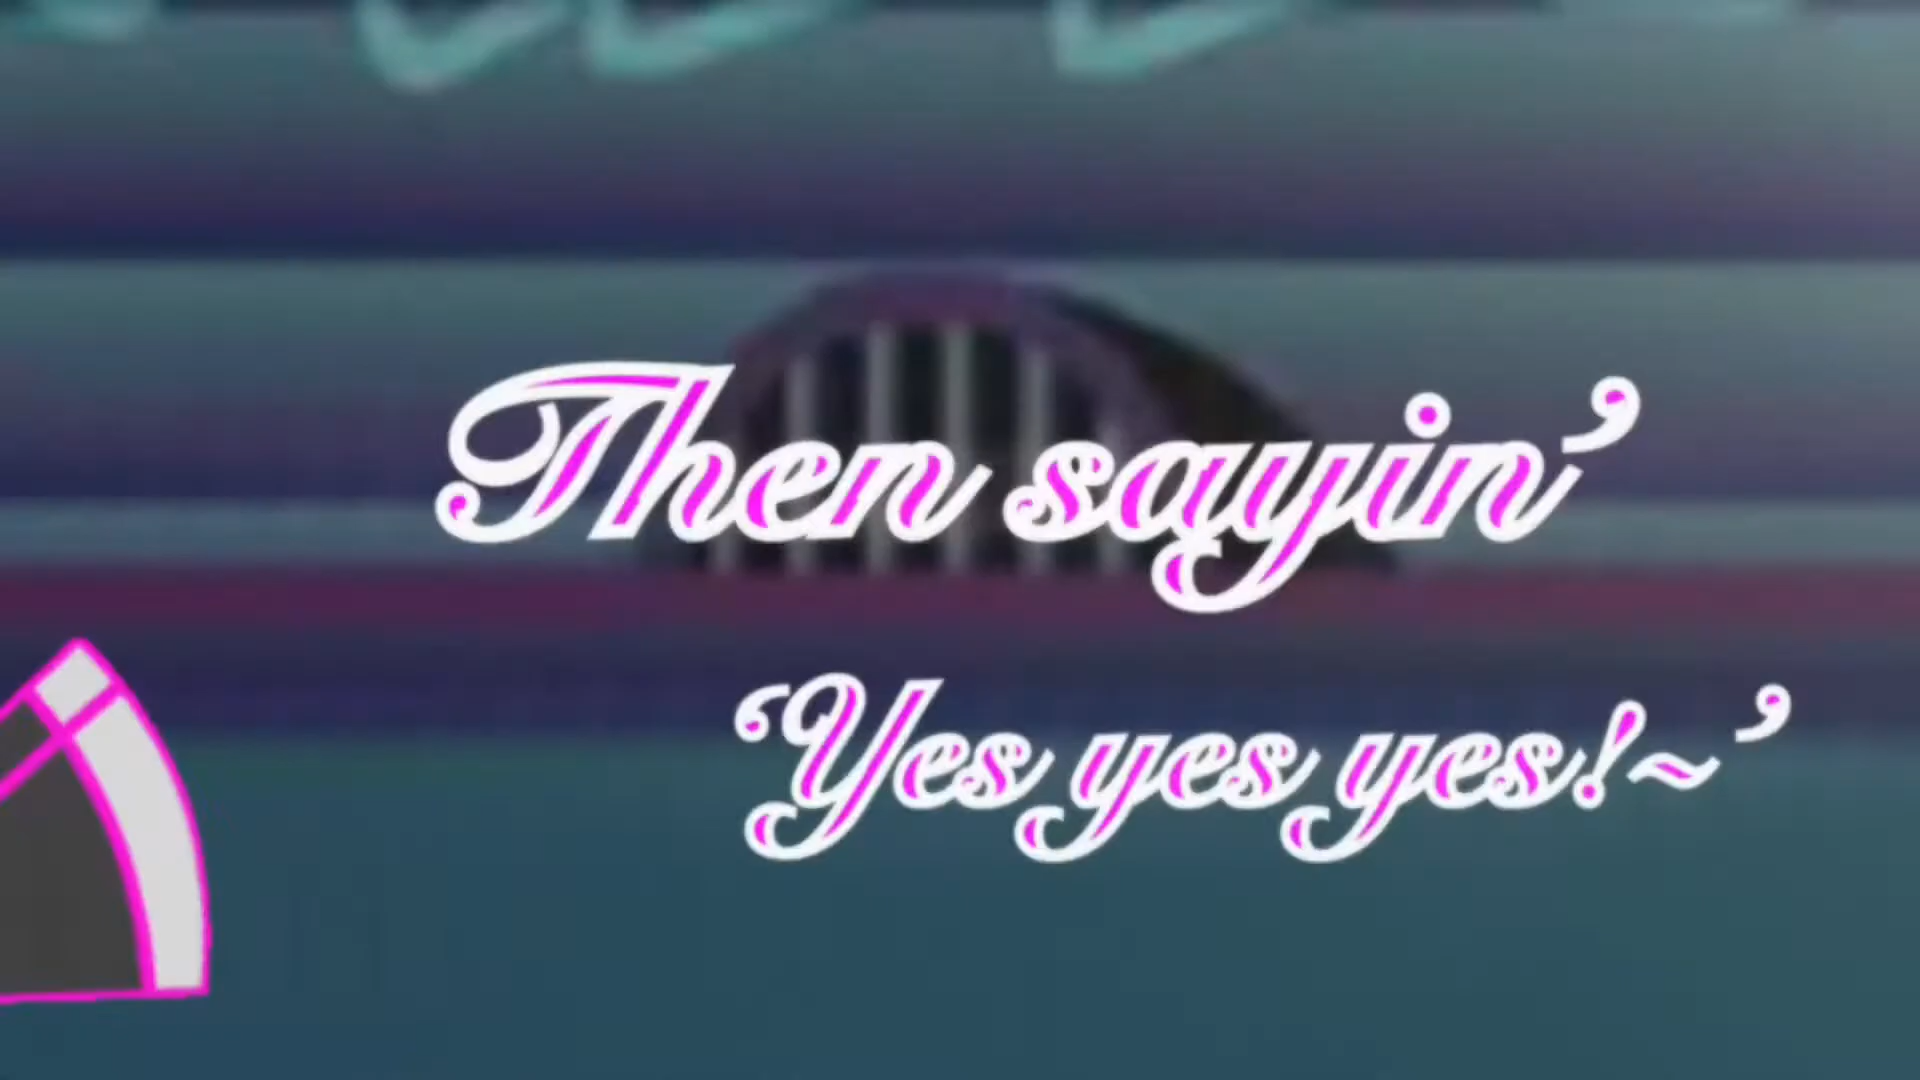 Then sayin’
‘Yes yes yes!~’